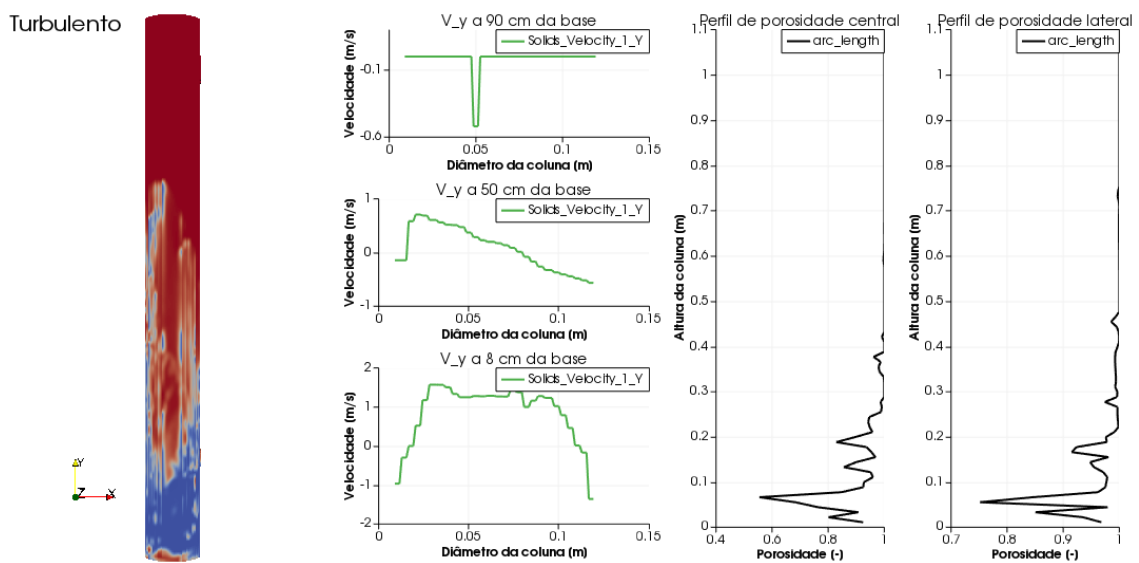 Turbulento
Y
Z
X
V_y a 90 cm da base
Solids_Velocity_1_Y
Velocidade (m/s)
-0.1
-0.6
0
0.05
0.1
0.15
Diâmetro da coluna (m)
V_y a 50 cm da base
Solids_Velocity_1_Y
Velocidade (m/s)
1
0
-1
0
0.05
0.1
0.15
Diâmetro da coluna (m)
V_y a 8 cm da base
Solids_Velocity_1_Y
Velocidade (m/s)
2
1
0
-1
-2
0
0.05
0.1
0.15
Diâmetro da coluna (m)
Perfil de porosidade central
arc_length
Altura da coluna (m)
1.1
1
0.9
0.8
0.7
0.6
0.5
0.4
0.3
0.2
0.1
0
0.4
0.6
0.8
1
Porosidade (-)
Perfil de porosidade lateral
arc_length
Altura da coluna (m)
1.1
1
0.9
0.8
0.7
0.6
0.5
0.4
0.3
0.2
0.1
0
0.7
0.8
0.9
1
Porosidade (-)